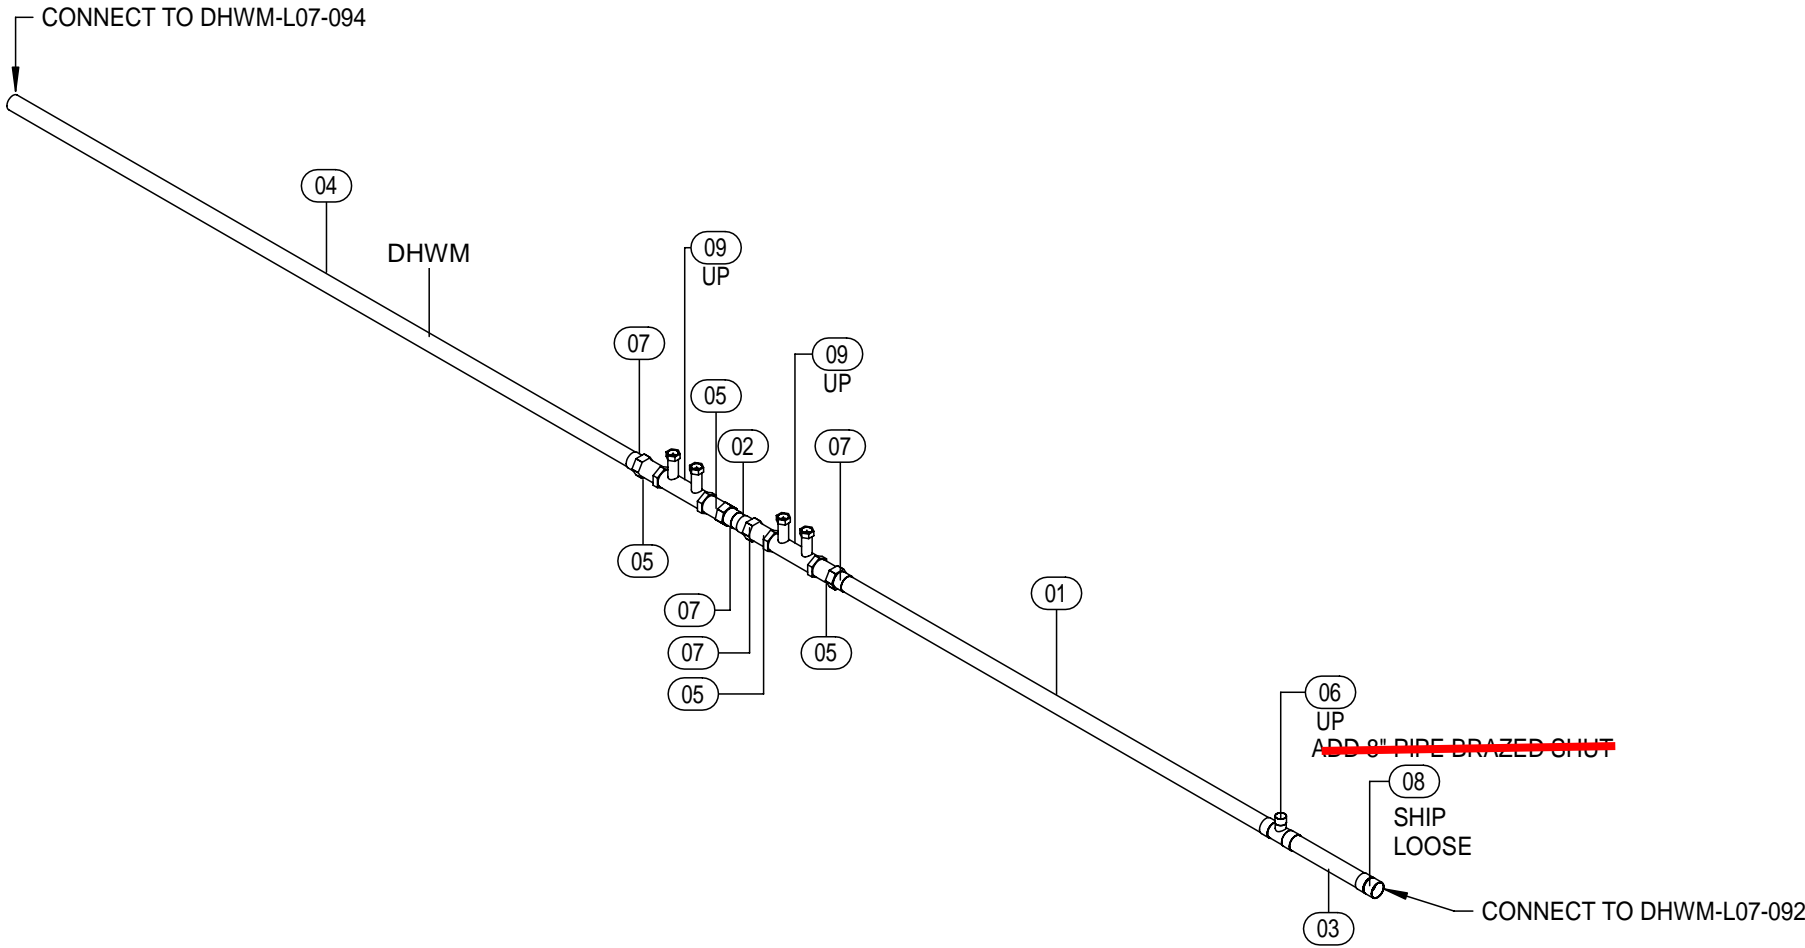 CONNECT TO DHWM-L07-094
04
DHWM
09
UP
07
09
UP
05
02
07
05
07
07
05
05
01
06
UP
ADD 8" PIPE BRAZED SHUT
08
SHIP
LOOSE
CONNECT TO DHWM-L07-092
03